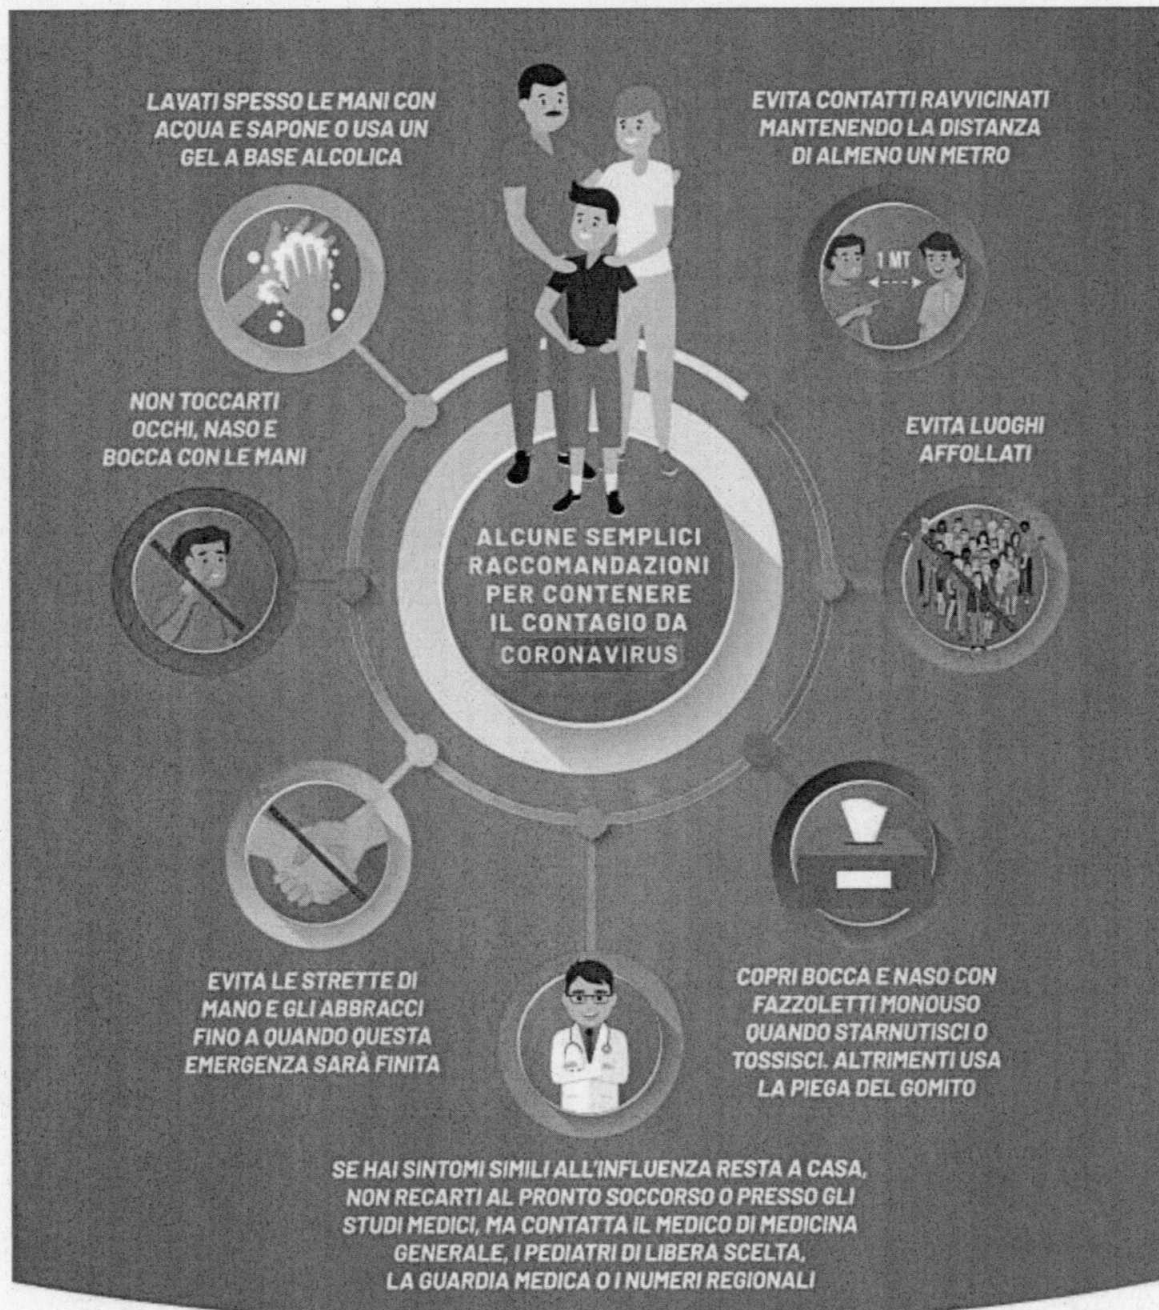 LAVATI SPESSO LE MANI CON
ACQUA E SAPONE O USA UN
GEL A BASE ALCOLICA
EVITA CONTATTI RAVVICINATI
MANTENENDO LA DISTANZA
DI ALMENO UN METRO
1 MT
NON TOCCARTI
OCCHI, NASO E
BOCCA CON LE MANI
EVITA LUOGHI
AFFOLLATI
ALCUNE SEMPLICI
RACCOMANDAZIONI
PER CONTENERE
IL CONTAGIO DA
CORONAVIRUS
EVITA LE STRETTE DI
MANO E GLI ABBRACCI
FINO A QUANDO QUESTA
EMERGENZA SARÀ FINITA
COPRI BOCCA E NASO CON
FAZZOLETTI MONOUSO
QUANDO STARNUTISCI O
TOSSISCI. ALTRIMENTI USA
LA PIEGA DEL GOMITO
SE HAI SINTOMI SIMILI ALL'INFLUENZA RESTA A CASA,
NON RECARTI AL PRONTO SOCCORSO O PRESSO GLI
STUDI MEDICI, MA CONTATTA IL MEDICO DI MEDICINA
GENERALE, I PEDIATRI DI LIBERA SCELTA,
LA GUARDIA MEDICA O I NUMERI REGIONALI